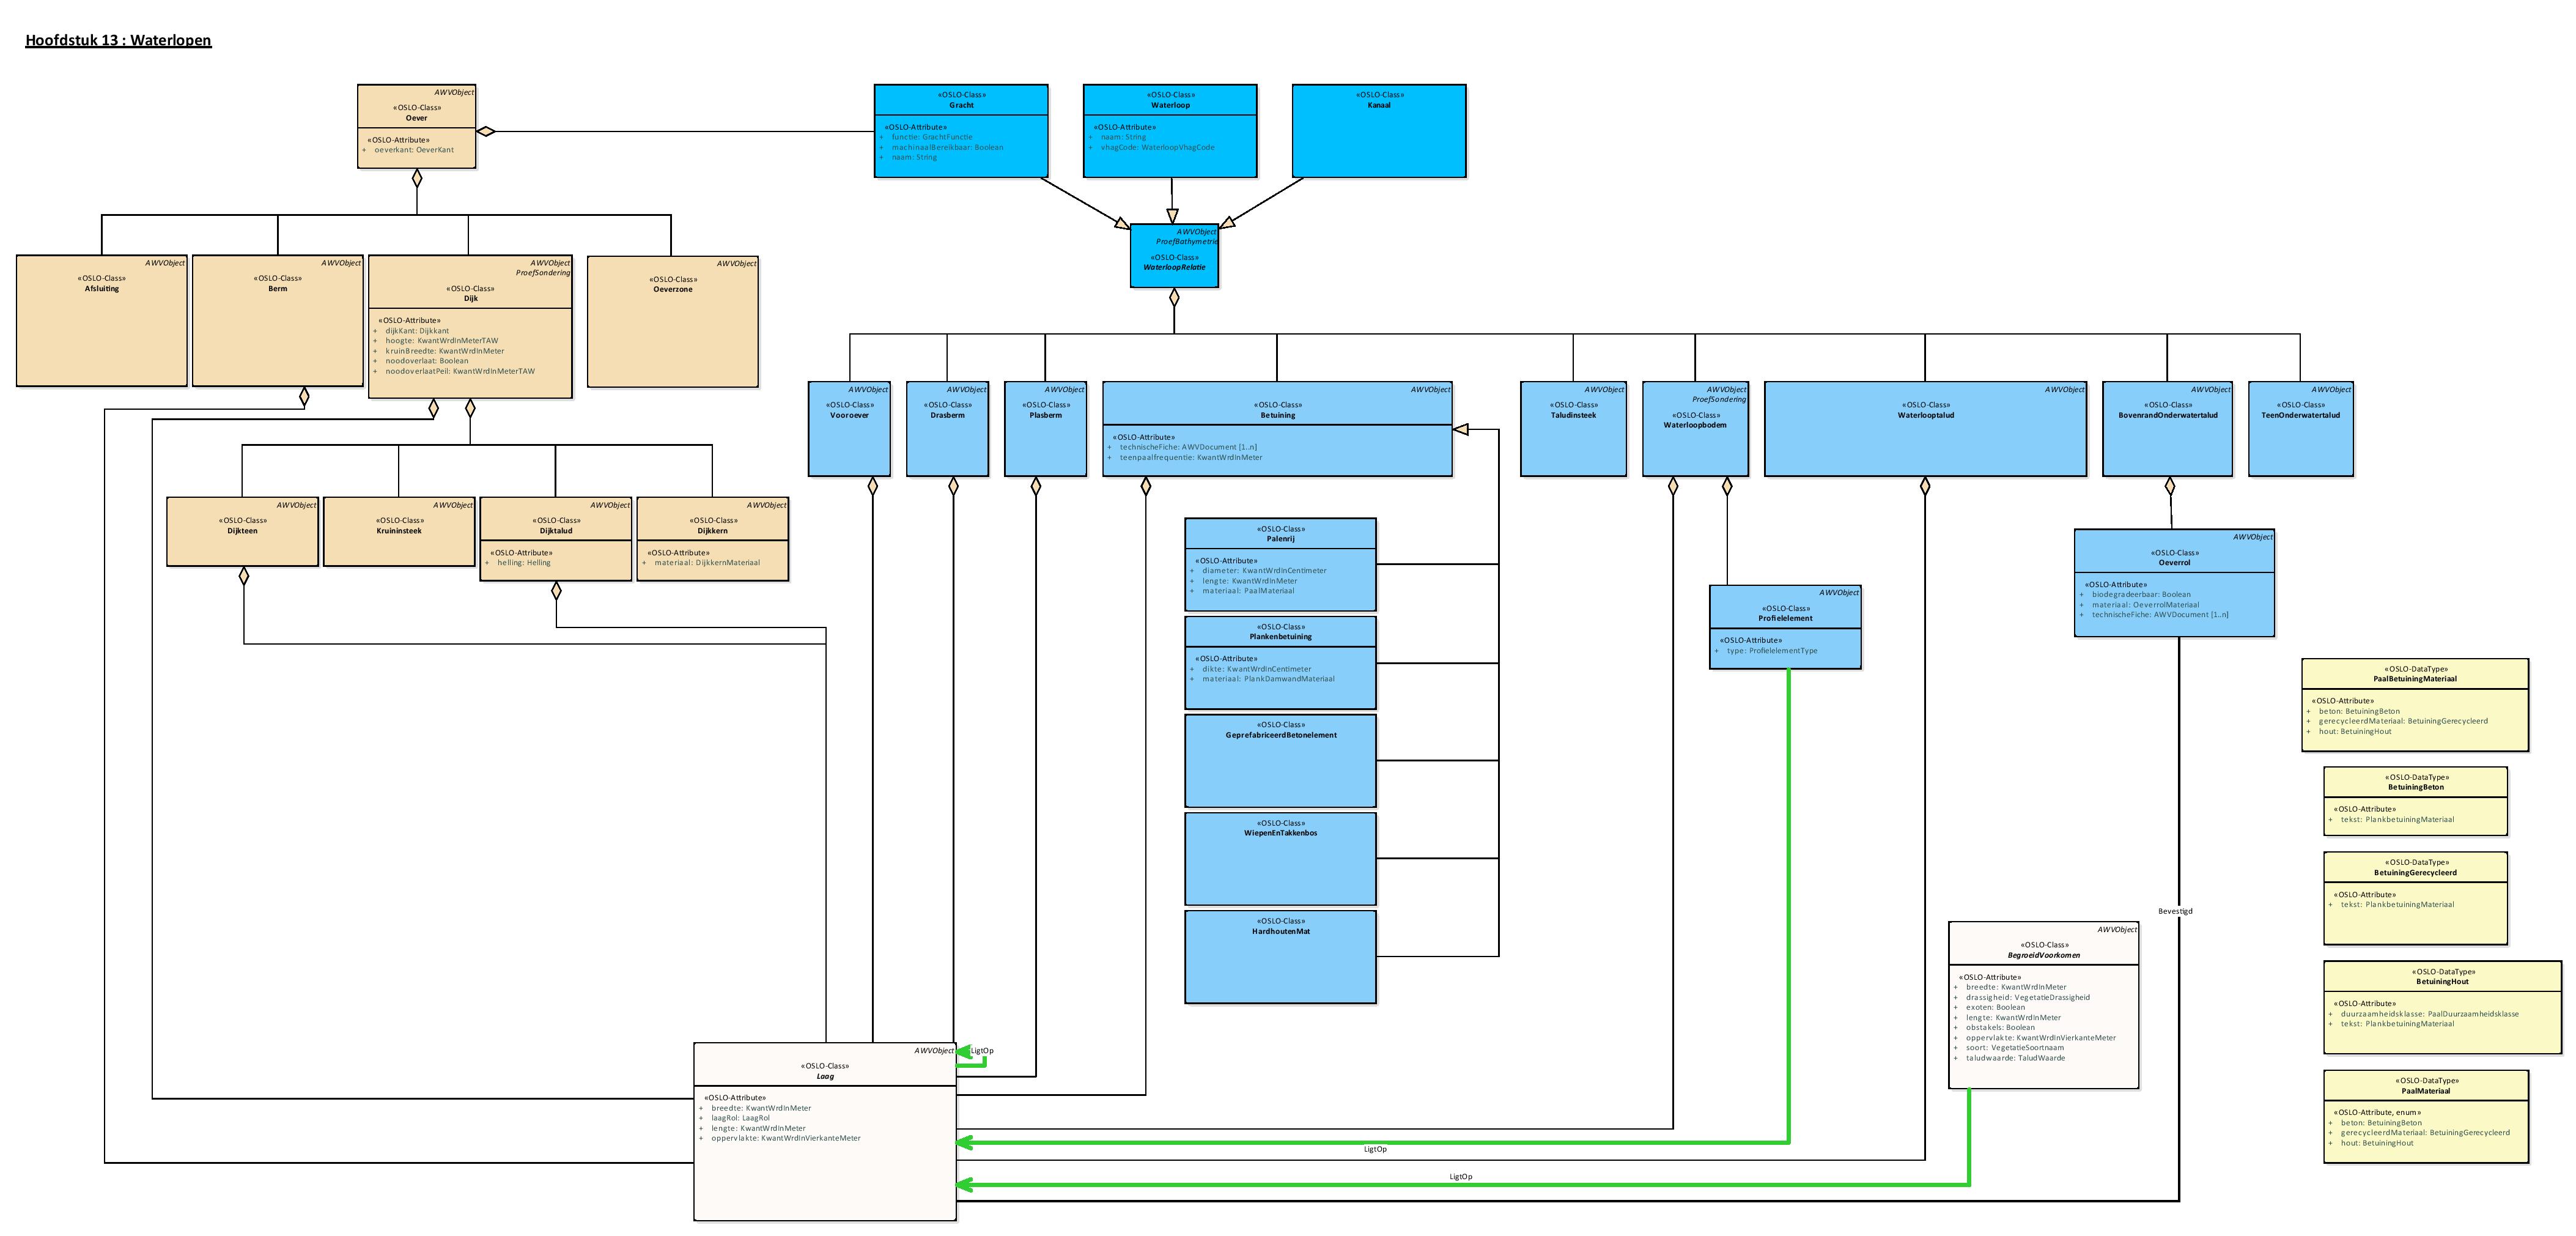 Hoofdstuk 13 : Waterlopen
AWVObject
«OSLO-Class»
Oever
«OSLO-Attribute»
+ oeverkant: OeverKant
«OSLO-Class»
Gracht
«OSLO-Attribute»
+ functie: GrachtFunctie
+ machinaalBereikbaar: Boolean
+ naam: String
«OSLO-Class»
Waterloop
«OSLO-Attribute»
+ naam: String
+ vhagCode: WaterloopVhagCode
«OSLO-Class»
Kanaal
AWVObject
ProefBathymetrie
«OSLO-Class»
WaterloopRelatie
AWVObject
«OSLO-Class»
Afsluiting
AWVObject
«OSLO-Class»
Berm
AWVObject
ProefSondering
«OSLO-Class»
Dijk
«OSLO-Attribute»
+ dijkKant: Dijkkant
+ hoogte: KwantWrdInMeterTAW
+ kruinBreedte: KwantWrdInMeter
+ noodoverlaat: Boolean
+ noodoverlaatPeil: KwantWrdInMeterTAW
AWVObject
«OSLO-Class»
Oeverzone
AWVObject
«OSLO-Class»
Vooroever
AWVObject
«OSLO-Class»
Drasberm
AWVObject
«OSLO-Class»
Plasberm
AWVObject
«OSLO-Class»
Betuining
«OSLO-Attribute»
+ technischeFiche: AWVDocument [1..n]
+ teenpaalfrequentie: KwantWrdInMeter
AWVObject
«OSLO-Class»
Taludinsteek
AWVObject
ProefSondering
«OSLO-Class»
Waterloopbodem
AWVObject
«OSLO-Class»
Waterlooptalud
AWVObject
«OSLO-Class»
BovenrandOnderwatertalud
AWVObject
«OSLO-Class»
TeenOnderwatertalud
AWVObject
«OSLO-Class»
Dijkteen
AWVObject
«OSLO-Class»
Kruininsteek
AWVObject
«OSLO-Class»
Dijktalud
«OSLO-Attribute»
+ helling: Helling
AWVObject
«OSLO-Class»
Dijkkern
«OSLO-Attribute»
+ materiaal: DijkkernMateriaal
«OSLO-Class»
Palenrij
«OSLO-Attribute»
+ diameter: KwantWrdInCentimeter
+ lengte: KwantWrdInMeter
+ materiaal: PaalMateriaal
«OSLO-Class»
Plankenbetuining
«OSLO-Attribute»
+ dikte: KwantWrdInCentimeter
+ materiaal: PlankDamwandMateriaal
«OSLO-Class»
GeprefabriceerdBetonelement
«OSLO-Class»
WiepenEnTakkenbos
«OSLO-Class»
HardhoutenMat
AWVObject
«OSLO-Class»
Profielelement
«OSLO-Attribute»
+ type: ProfielelementType
AWVObject
«OSLO-Class»
Oeverrol
«OSLO-Attribute»
+ biodegradeerbaar: Boolean
+ materiaal: OeverrolMateriaal
+ technischeFiche: AWVDocument [1..n]
«OSLO-DataType»
PaalBetuiningMateriaal
«OSLO-Attribute»
+ beton: BetuiningBeton
+ gerecycleerdMateriaal: BetuiningGerecycleerd
+ hout: BetuiningHout
«OSLO-DataType»
BetuiningBeton
«OSLO-Attribute»
+ tekst: PlankbetuiningMateriaal
«OSLO-DataType»
BetuiningGerecycleerd
«OSLO-Attribute»
+ tekst: PlankbetuiningMateriaal
Bevestigd
AWVObject
«OSLO-Class»
BegroeidVoorkomen
«OSLO-Attribute»
+ breedte: KwantWrdInMeter
+ drassigheid: VegetatieDrassigheid
+ exoten: Boolean
+ lengte: KwantWrdInMeter
+ obstakels: Boolean
+ oppervlakte: KwantWrdInVierkanteMeter
+ soort: VegetatieSoortnaam
+ taludwaarde: TaludWaarde
«OSLO-DataType»
BetuiningHout
«OSLO-Attribute»
+ duurzaamheidsklasse: PaalDuurzaamheidsklasse
+ tekst: PlankbetuiningMateriaal
«OSLO-DataType»
PaalMateriaal
«OSLO-Attribute, enum»
+ beton: BetuiningBeton
+ gerecycleerdMateriaal: BetuiningGerecycleerd
+ hout: BetuiningHout
AWVObject
«OSLO-Class»
Laag
«OSLO-Attribute»
+ breedte: KwantWrdInMeter
+ laagRol: LaagRol
+ lengte: KwantWrdInMeter
+ oppervlakte: KwantWrdInVierkanteMeter
LigtOp
LigtOp
LigtOp